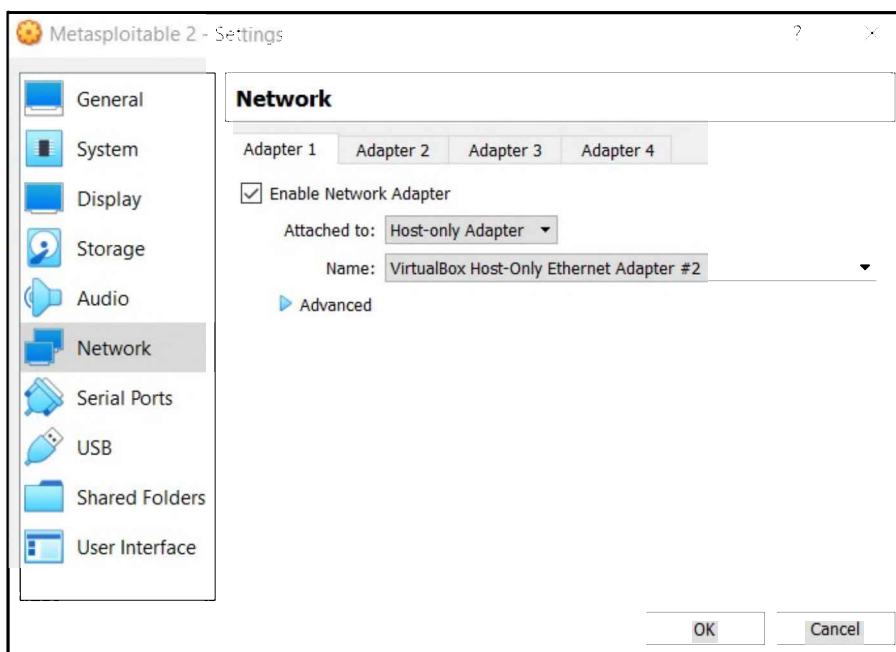 Metasploitable 2 - Settings
?
General
System
Display
Storage
Audio
Network
Serial Ports
USB
Shared Folders
User Interface
Network
Adapter 1 Adapter 2 Adapter 3 Adapter 4
Enable Network Adapter
Attached to: Host-only Adapter
Name: VirtualBox Host-Only Ethernet Adapter #2
Advanced
OK Cancel